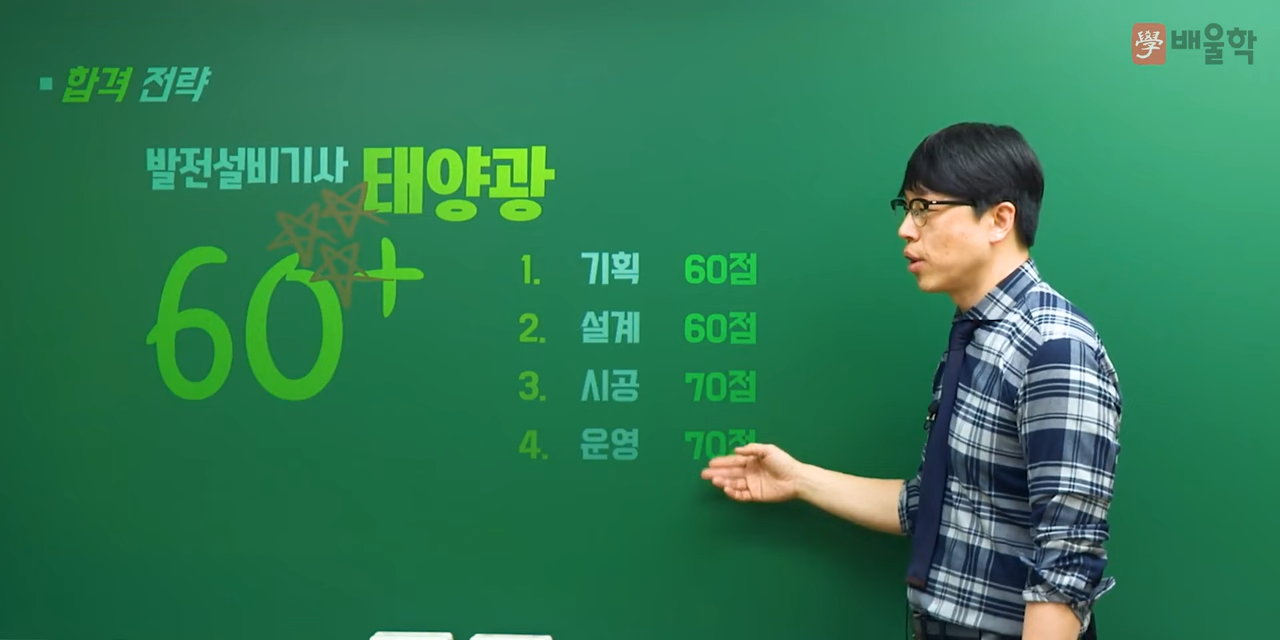 學 배울학
합격 전략
발전설비기사 태양광
60+
1. 기획 60점
2. 설계 60점
3. 시공 70점
4. 운영 70점